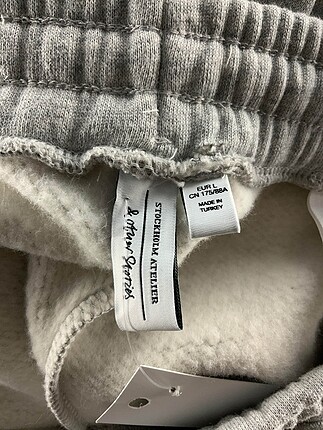 & Other Stories
STOCKHOLM ATELIER
EUR L
CN 175/88A
MADE IN
TURKEY